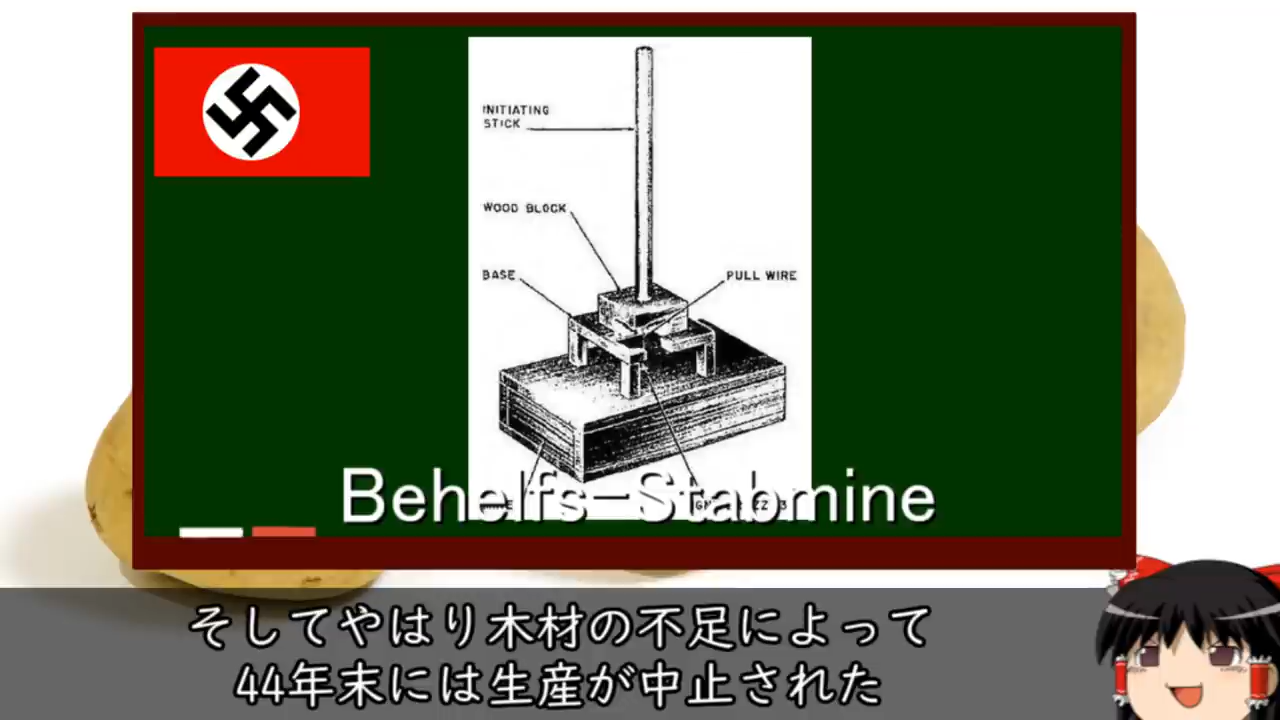 INITIATING
STICK
WOOD BLOCK
BASE
PULL WIRE
Behelfs-Stabmine
そしてやはり木材の不足によって
44年末には生産が中止された